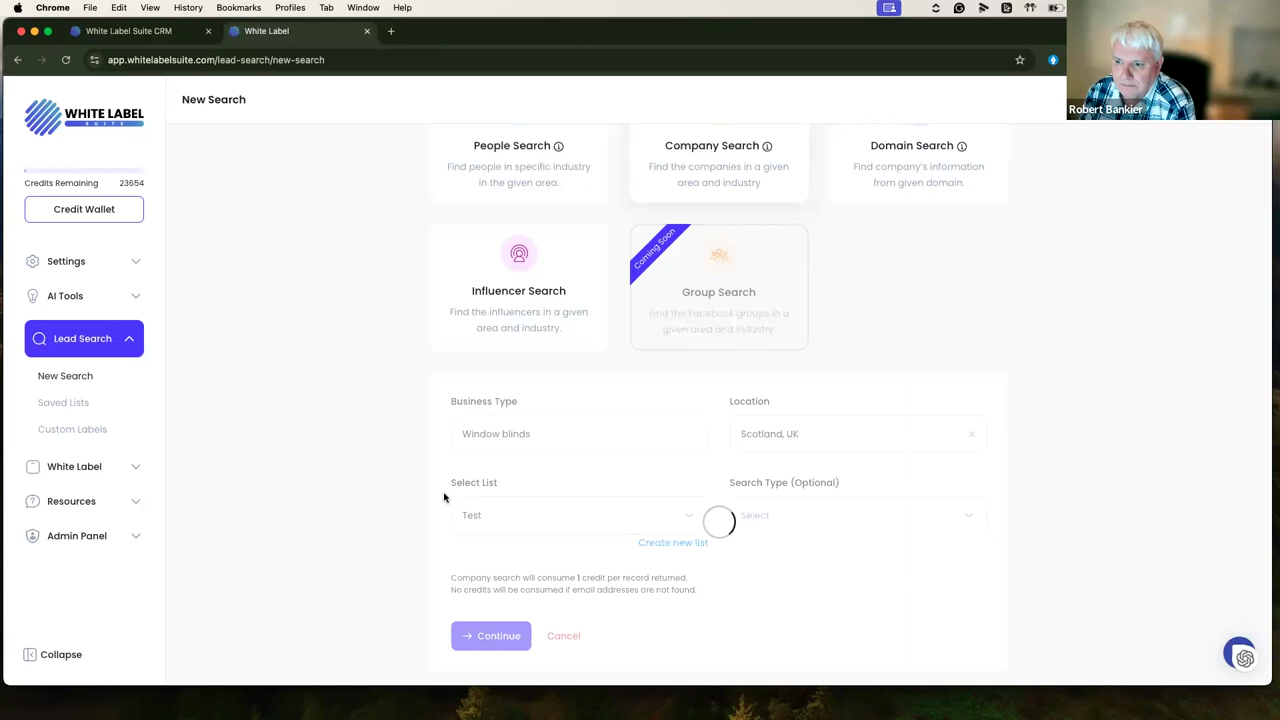 Chrome File Edit View History Bookmarks Profiles Tab Window Help
White Label Suite CRM
White Label
app.whitelabelsuite.com/lead-search/new-search
Robert Bankier
WHITE LABEL
SUITE
New Search
Credits Remaining 23654
Credit Wallet
Settings
AI Tools
Lead Search
New Search
Saved Lists
Custom Labels
White Label
Resources
Admin Panel
Collapse
People Search
Find people in specific industry
in the given area.
Company Search
Find the companies in a given
area and industry
Domain Search
Find company's information
from given domain.
Influencer Search
Find the influencers in a given
area and industry.
Coming Soon
Group Search
Find the Facebook groups in a
given area and industry
Business Type
Window blinds
Location
Scotland, UK
Select List
Test
Search Type (Optional)
Select
Create new list
Company search will consume 1 credit per record returned.
No credits will be consumed if email addresses are not found.
Continue
Cancel